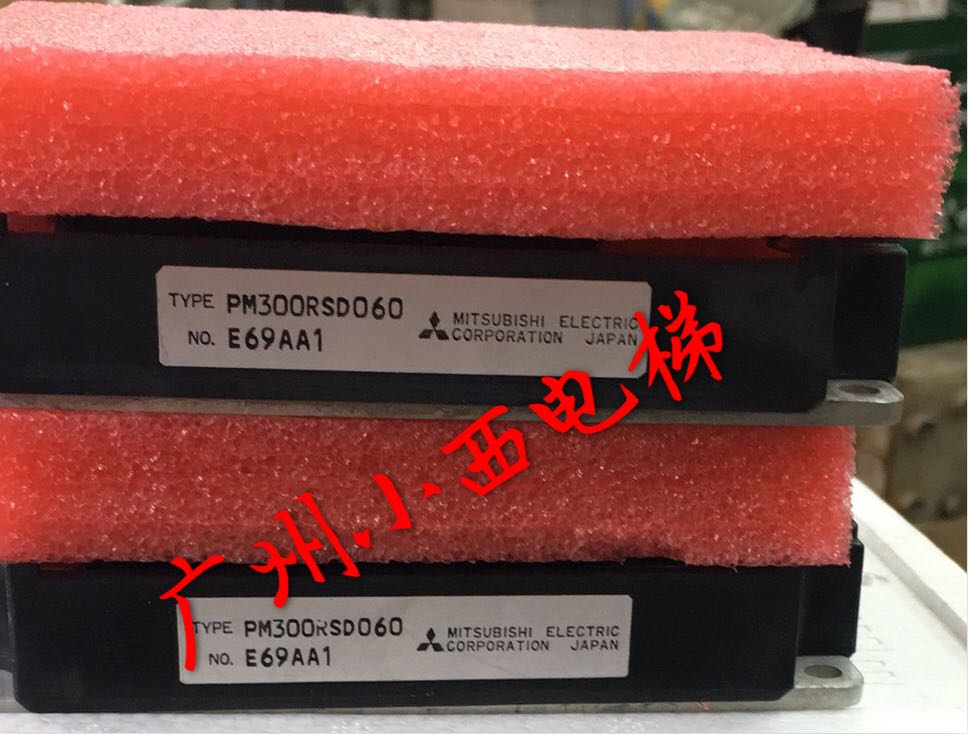 TYPE PM300RSD060
NO. E69AA1
MITSUBISHI ELECTRIC
CORPORATION JAPAN
广州小西电梯
TYPE PM300RSD060
NO. E69AA1
MITSUBISHI ELECTRIC
CORPORATION JAPAN